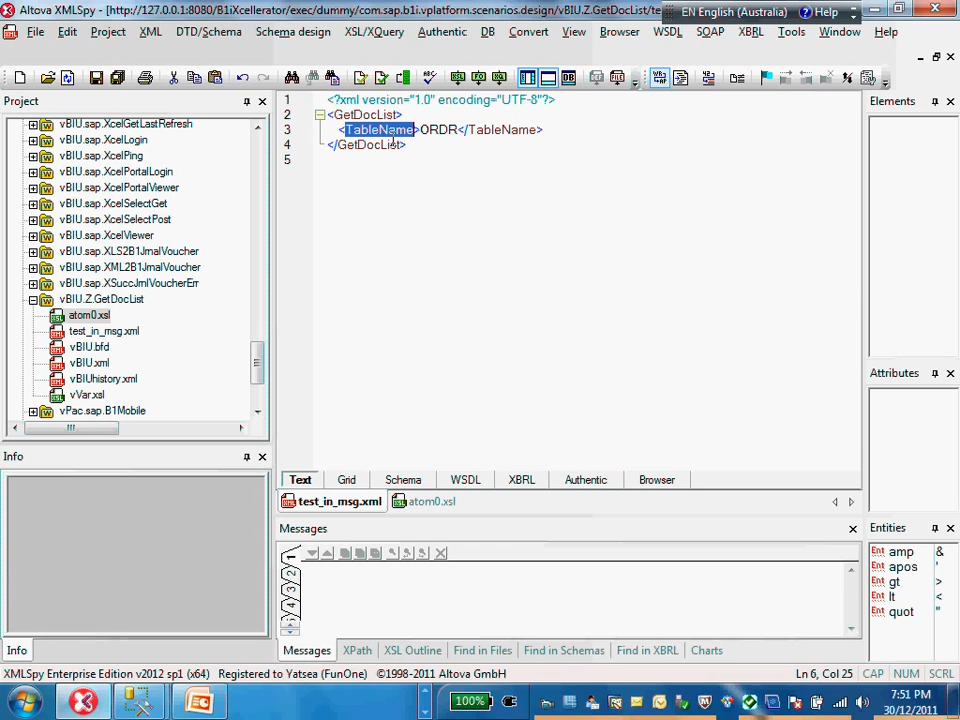 Altova XMLSpy - [http://127.0.0.1:8080/B1iXcellerator/exec/dummy/com.sap.b1i.vplatform.scenarios.design/vBIU.Z.GetDocList/te
EN English (Australia) Help
File Edit Project XML DTD/Schema Schema design XSL/XQuery Authentic DB Convert View Browser WSDL SOAP XBRL Tools Window Help
Project
vBIU.sap.XcelGetLastRefresh
vBIU.sap.XcelLogin
vBIU.sap.XcelPing
vBIU.sap.XcelPortalLogin
vBIU.sap.XcelPortalViewer
vBIU.sap.XcelSelectGet
vBIU.sap.XcelSelectPost
vBIU.sap.XcelViewer
vBIU.sap.XLS2B1JrnalVoucher
vBIU.sap.XML2B1JrnalVoucher
vBIU.sap.XSuccJrnlVoucherErr
vBIU.Z.GetDocList
atom0.xsl
test_in_msg.xml
vBIU.bfd
vBIU.xml
vBIUhistory.xml
vVar.xsl
vPac.sap.B1Mobile
1 <?xml version="1.0" encoding="UTF-8"?>
2 <GetDocList>
3 <TableName>ORDR</TableName>
4 </GetDocList>
5
Elements
Attributes
Info
Text Grid Schema WSDL XBRL Authentic Browser
test_in_msg.xml atom0.xsl
Messages
1
2
3
4
Entities
Ent amp &
Ent apos '
Ent gt >
Ent lt <
Ent quot "
Info
Messages XPath XSL Outline Find in Files Find in Schemas Find in XBRL Charts
XMLSpy Enterprise Edition v2012 sp1 (x64) Registered to Yatsea (FunOne) ©1998-2011 Altova GmbH Ln 6, Col 25 CAP NUM SCRL
100%
7:51 PM
30/12/2011